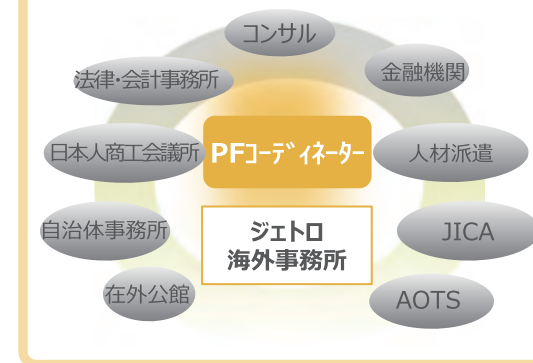 コンサル
法律・会計事務所
金融機関
日本人商工会議所
PFｺｰﾃﾞｨﾈｰﾀｰ
人材派遣
自治体事務所
ジェトロ
海外事務所
JICA
在外公館
AOTS